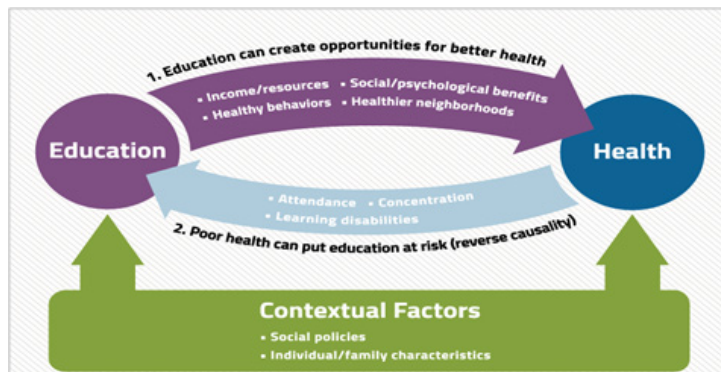 1. Education can create opportunities for better health
• Income/resources • Social/psychological benefits
• Healthy behaviors • Healthier neighborhoods
Education
Health
• Attendance • Concentration
• Learning disabilities
2. Poor health can put education at risk (reverse causality)
Contextual Factors
• Social policies
• Individual/family characteristics